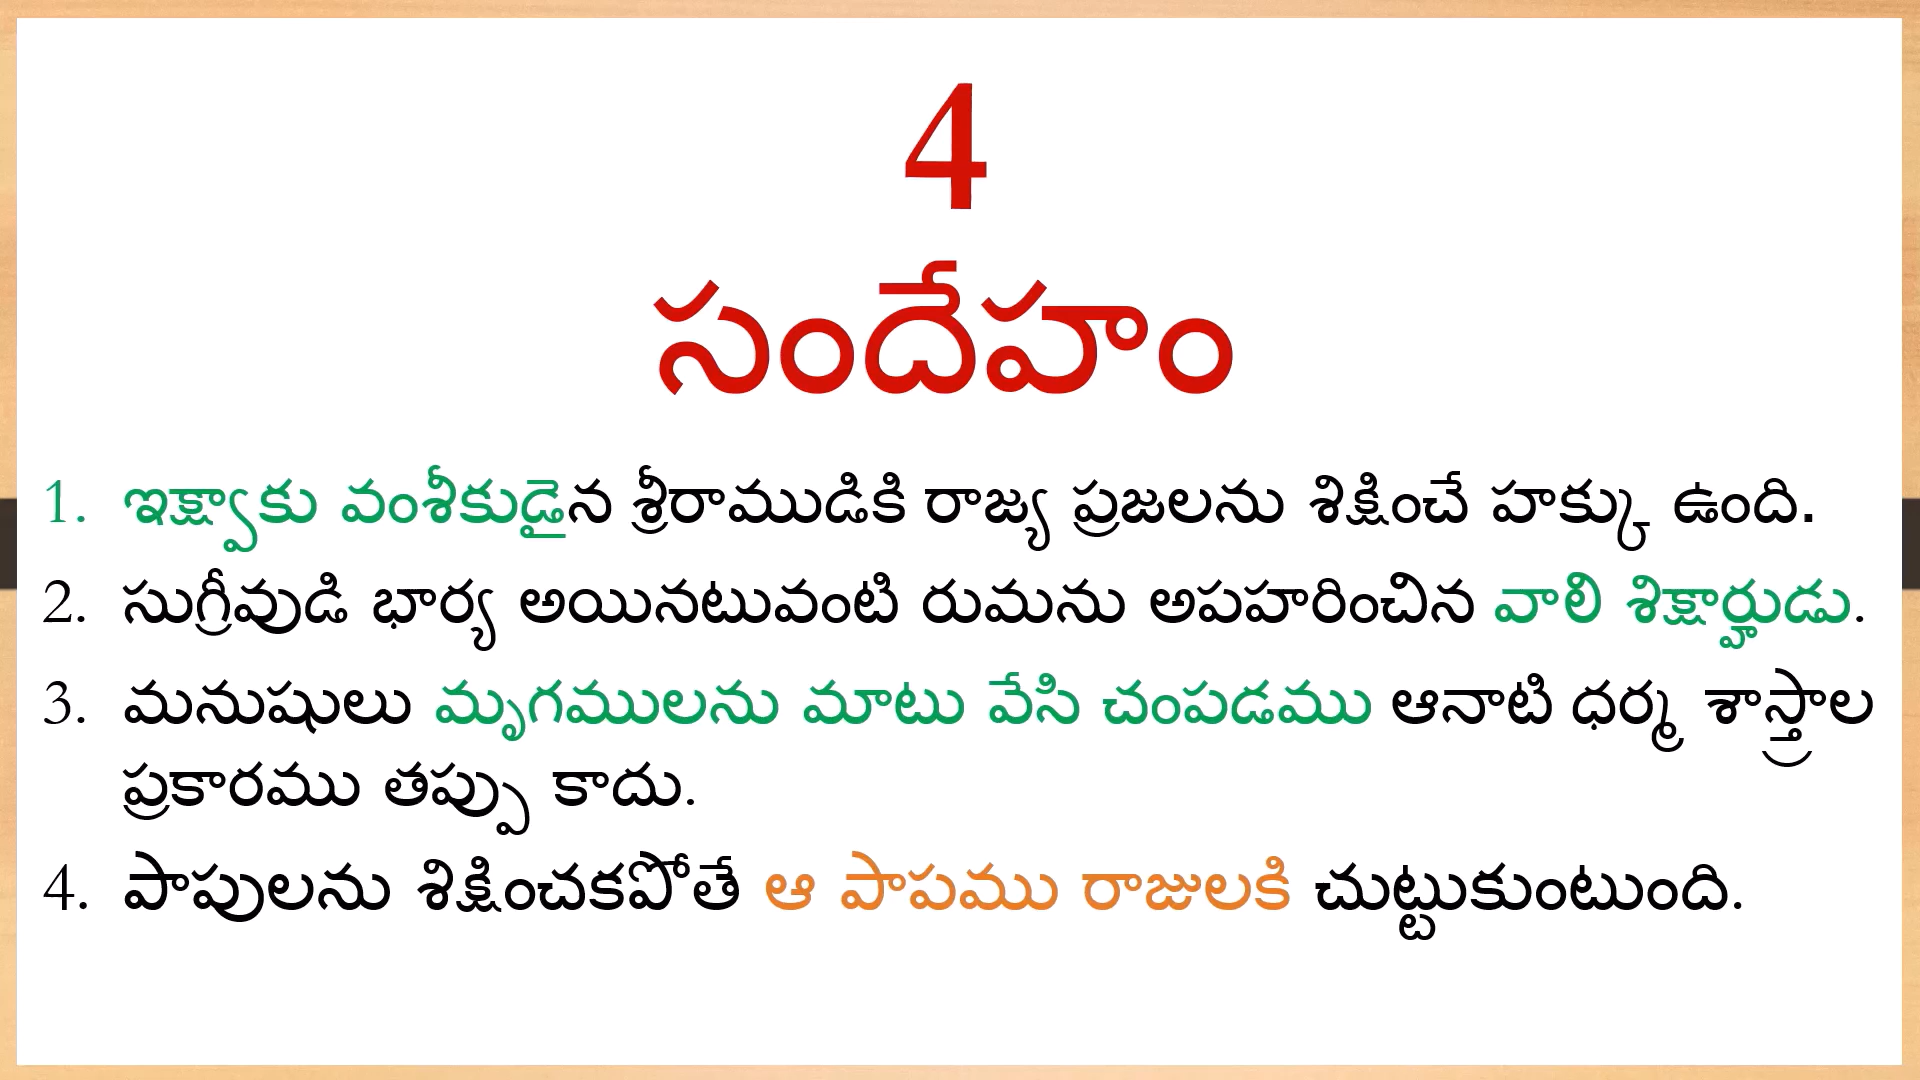 4
సందేహం
1. ఇక్ష్వాకు వంశీకుడైన శ్రీరాముడికి రాజ్య ప్రజలను శిక్షించే హక్కు ఉంది.
2. సుగ్రీవుడి భార్య అయినటువంటి రుమను అపహరించిన వాలి శిక్షార్హుడు.
3. మనుషులు మృగములను మాటు వేసి చంపడము ఆనాటి ధర్మ శాస్త్రాల
ప్రకారము తప్పు కాదు.
4. పాపులను శిక్షించకపోతే ఆ పాపము రాజులకి చుట్టుకుంటుంది.